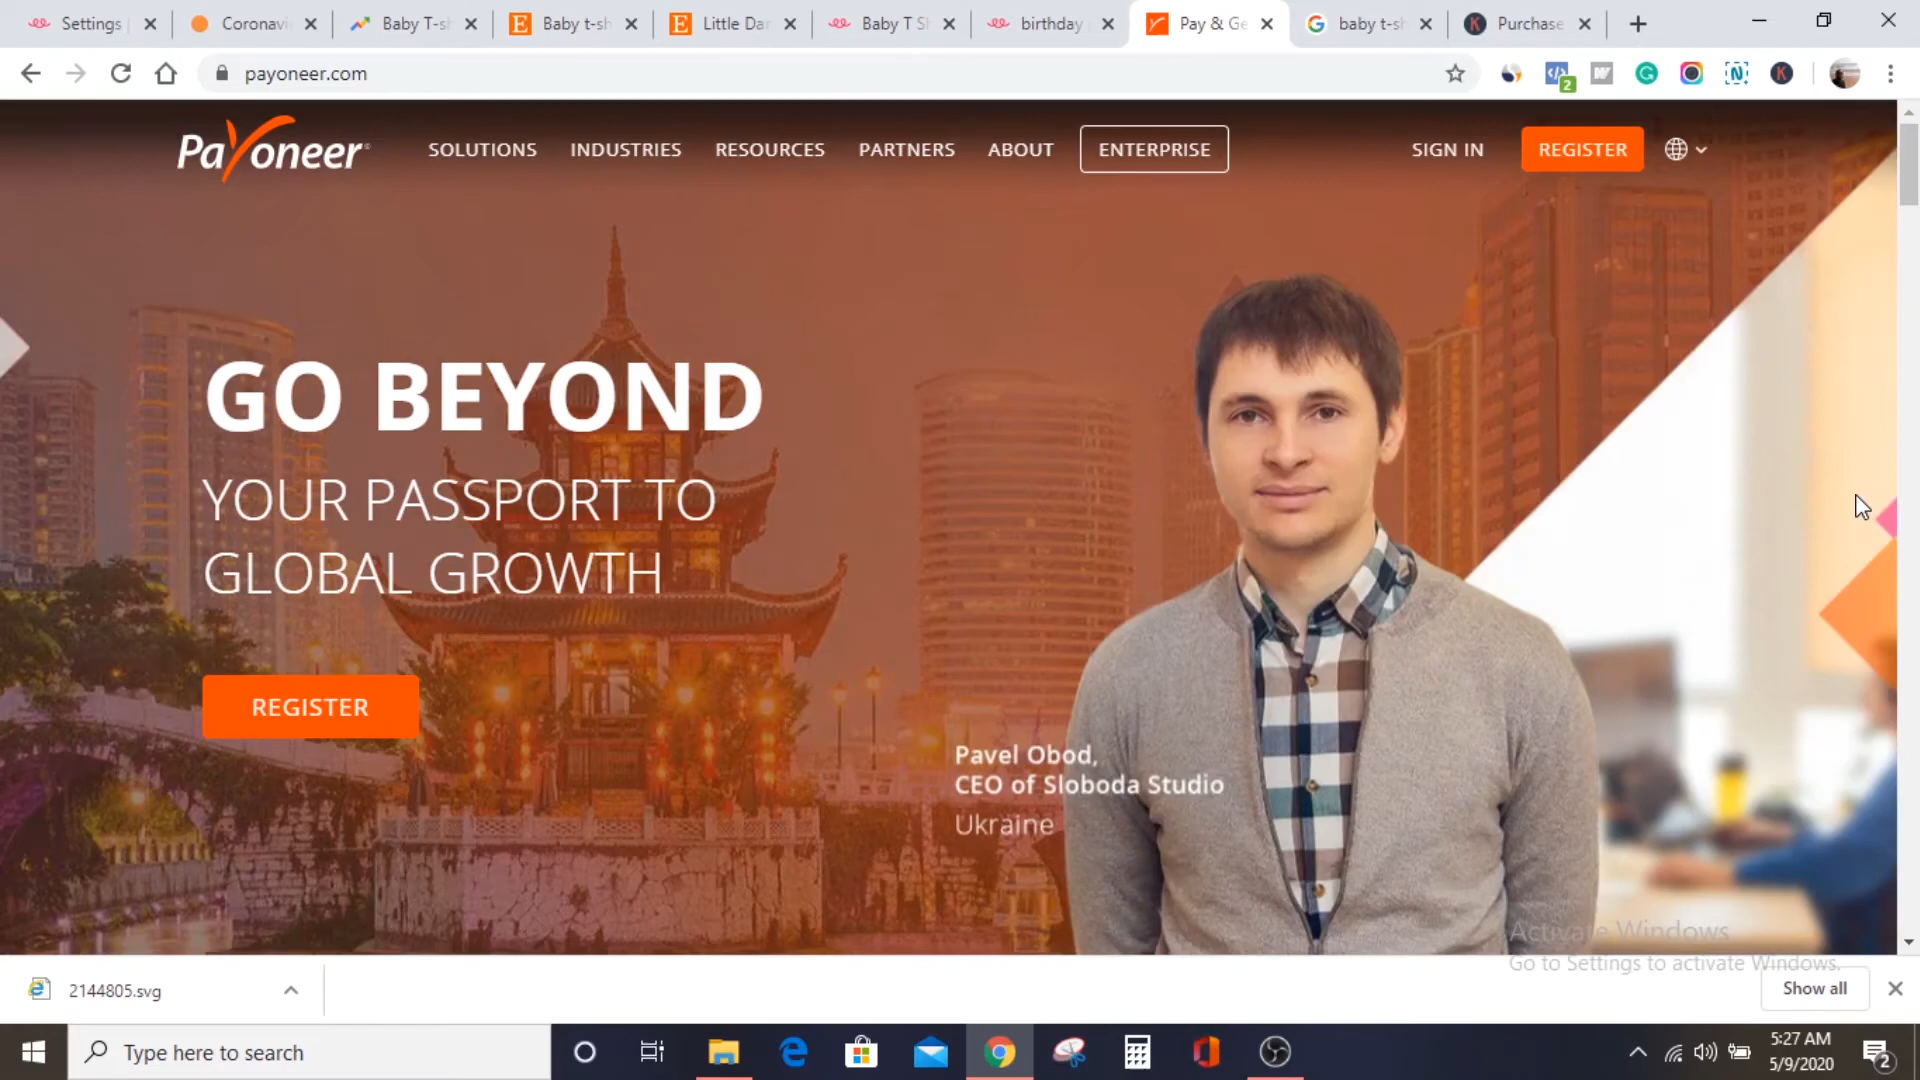 Settings
Coronavi
Baby T-s
Baby t-sh
Little Dar
Baby T S
birthday
Pay & Ge
baby t-sh
Purchase
payoneer.com
2
Payoneer
SOLUTIONS
INDUSTRIES
RESOURCES
PARTNERS
ABOUT
ENTERPRISE
SIGN IN
REGISTER
GO BEYOND
YOUR PASSPORT TO
GLOBAL GROWTH
REGISTER
Pavel Obod,
CEO of Sloboda Studio
Ukraine
Activate Windows
Go to Settings to activate Windows.
2144805.svg
Show all
Type here to search
5:27 AM
5/9/2020
2